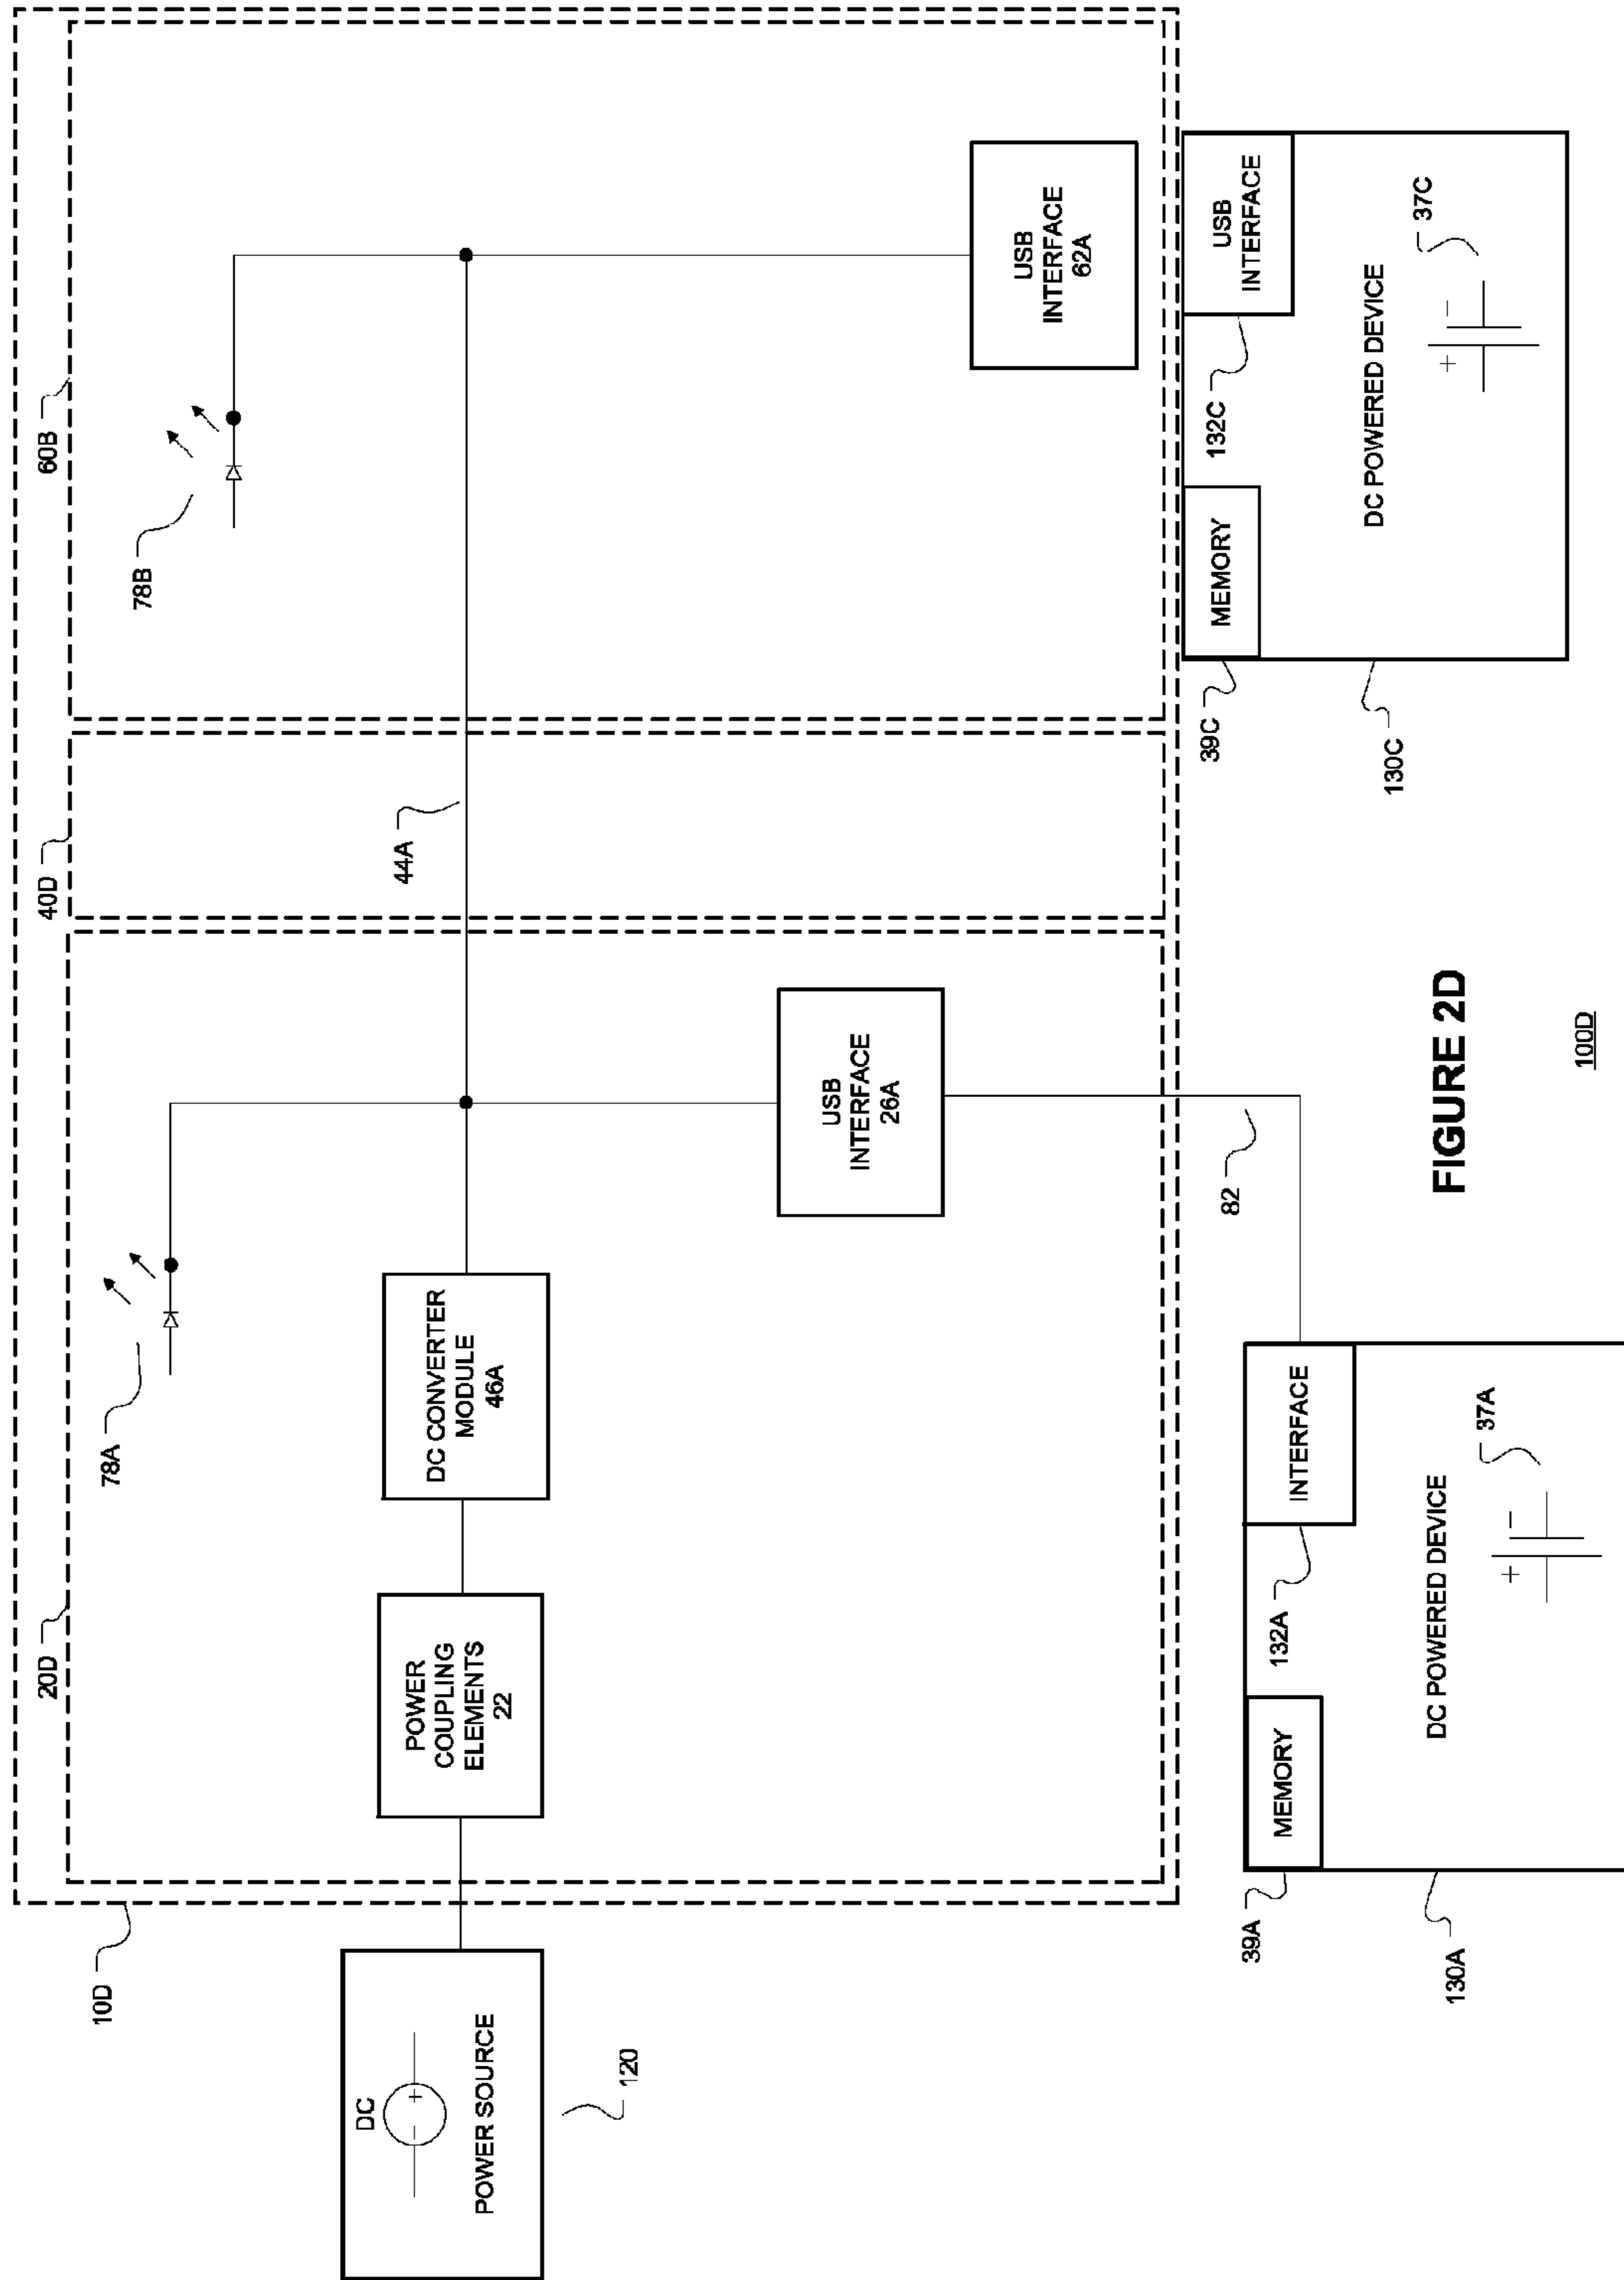 10D
20D
40D
60B
78A
78B
DC
- +
POWER SOURCE
120
POWER
COUPLING
ELEMENTS
22
DC CONVERTER
MODULE
46A
44A
USB
INTERFACE
26A
USB
INTERFACE
62A
82
39A
MEMORY
132A
INTERFACE
DC POWERED DEVICE
+ -
37A
130A
39C
MEMORY
132C
USB
INTERFACE
DC POWERED DEVICE
+ -
37C
130C
FIGURE 2D
100D